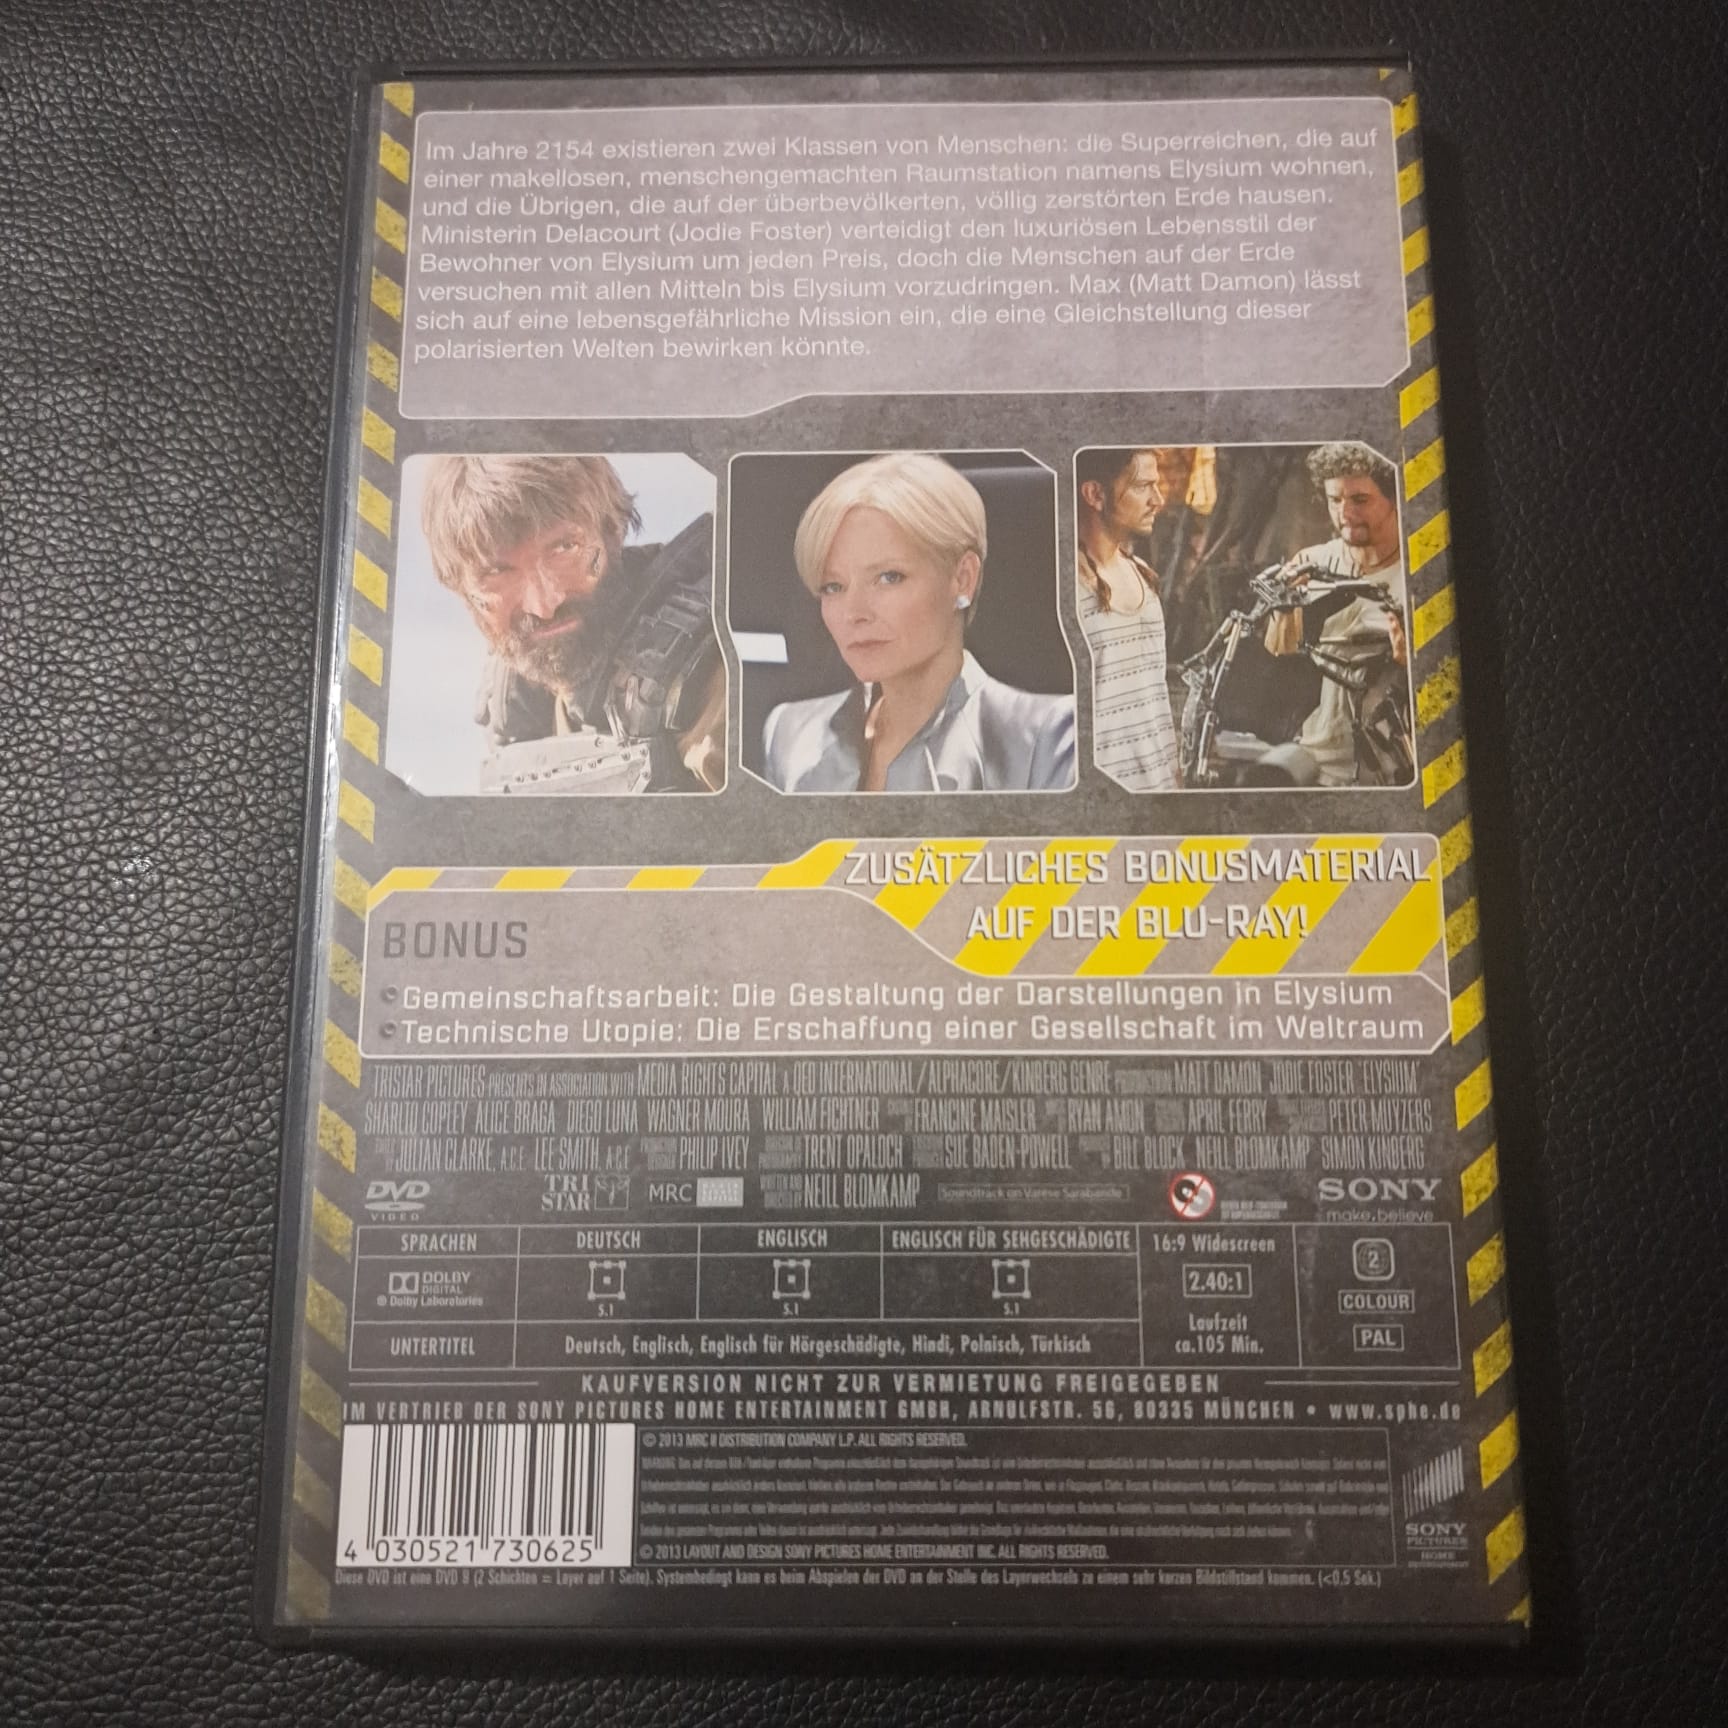 Im Jahre 2154 existieren zwei Klassen von Menschen: die Superreichen, die auf
einer makellosen, menschengemachten Raumstation namens Elysium wohnen,
und die Übrigen, die auf der überbevölkerten, völlig zerstörten Erde hausen.
Ministerin Delacourt (Jodie Foster) verteidigt den luxuriösen Lebensstil der
Bewohner von Elysium um jeden Preis, doch die Menschen auf der Erde
versuchen mit allen Mitteln bis Elysium vorzudringen. Max (Matt Damon) lässt
sich auf eine lebensgefährliche Mission ein, die eine Gleichstellung dieser
polarisierten Welten bewirken könnte.
ZUSÄTZLICHES BONUSMATERIAL
AUF DER BLU-RAY!
BONUS
Gemeinschaftsarbeit: Die Gestaltung der Darstellungen in Elysium
Technische Utopie: Die Erschaffung einer Gesellschaft im Weltraum
TRISTAR PICTURES PRESENTS IN ASSOCIATION WITH MEDIA RIGHTS CAPITAL QED INTERNATIONAL/ALPHACORE/KINBERG GENRE MATT DAMON JODIE FOSTER "ELYSIUM"
SHARLTO COPLEY ALICE BRAGA DIEGO LUNA WAGNER MOURA WILLIAM FICHTNER FRANCINE MAISLER RYAN AMON APRIL FERRY PETER MUYZERS
JULIAN CLARKE, A.C.E. LEE SMITH, A.C.E. PHILIP IVEY TRENT OPALOCH SUE BADEN-POWELL BILL BLOCK NEILL BLOMKAMP SIMON KINBERG
DVD VIDEO
TRI STAR
MRC
WRITTEN AND DIRECTED BY NEILL BLOMKAMP
Soundtrack on Varese Sarabande
SONY
make.believe
SPRACHEN DEUTSCH ENGLISCH ENGLISCH FÜR SEHGESCHÄDIGTE
DOLBY DIGITAL
© Dolby Laboratories
5.1 5.1 5.1
UNTERTITEL Deutsch, Englisch, Englisch für Hörgeschädigte, Hindi, Polnisch, Türkisch
16:9 Widescreen
2.40:1
Laufzeit
ca.105 Min.
2
COLOUR
PAL
KAUFVERSION NICHT ZUR VERMIETUNG FREIGEGEBEN
IM VERTRIEB DER SONY PICTURES HOME ENTERTAINMENT GMBH, ARNULFSTR. 56, 80335 MÜNCHEN • www.sphe.de
© 2013 MRC II DISTRIBUTION COMPANY L.P. ALL RIGHTS RESERVED.
© 2013 LAYOUT AND DESIGN SONY PICTURES HOME ENTERTAINMENT INC. ALL RIGHTS RESERVED.
4 030521 730625
SONY
PICTURES
HOME
ENTERTAINMENT
Diese DVD ist eine DVD 9 (2 Schichten = Layer auf 1 Seite). Systembedingt kann es beim Abspielen der DVD an der Stelle des Layerwechsels zu einem sehr kurzen Bildstillstand kommen. (<0,5 Sek.)